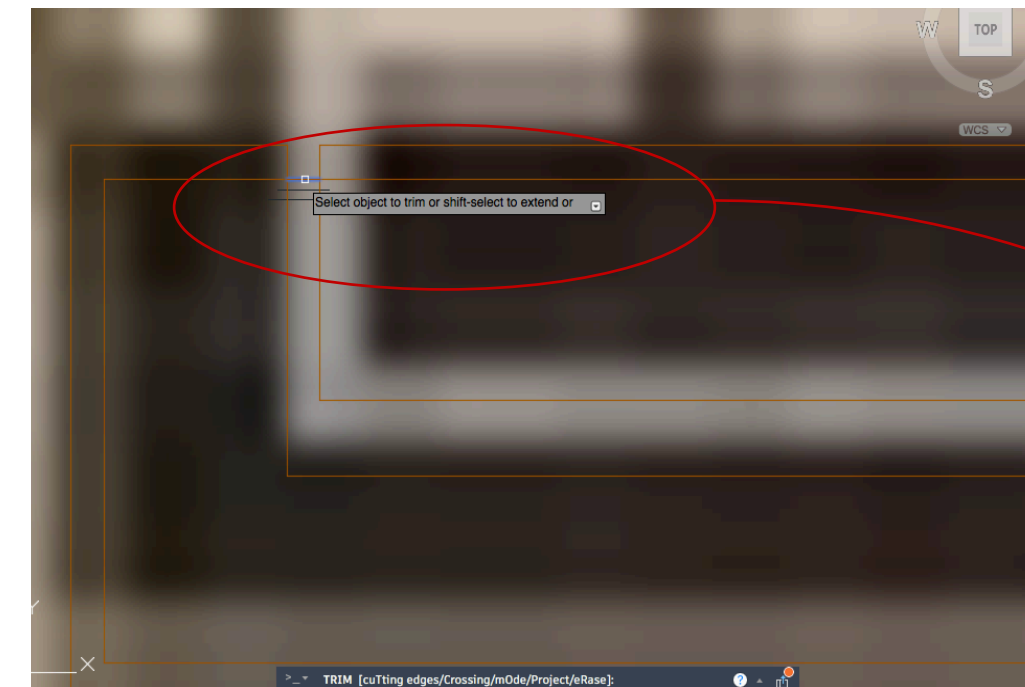 W
TOP
S
WCS
Select object to trim or shift-select to extend or
Y
X
>_ TRIM [cuTting edges/Crossing/mOde/Project/eRase]: ?